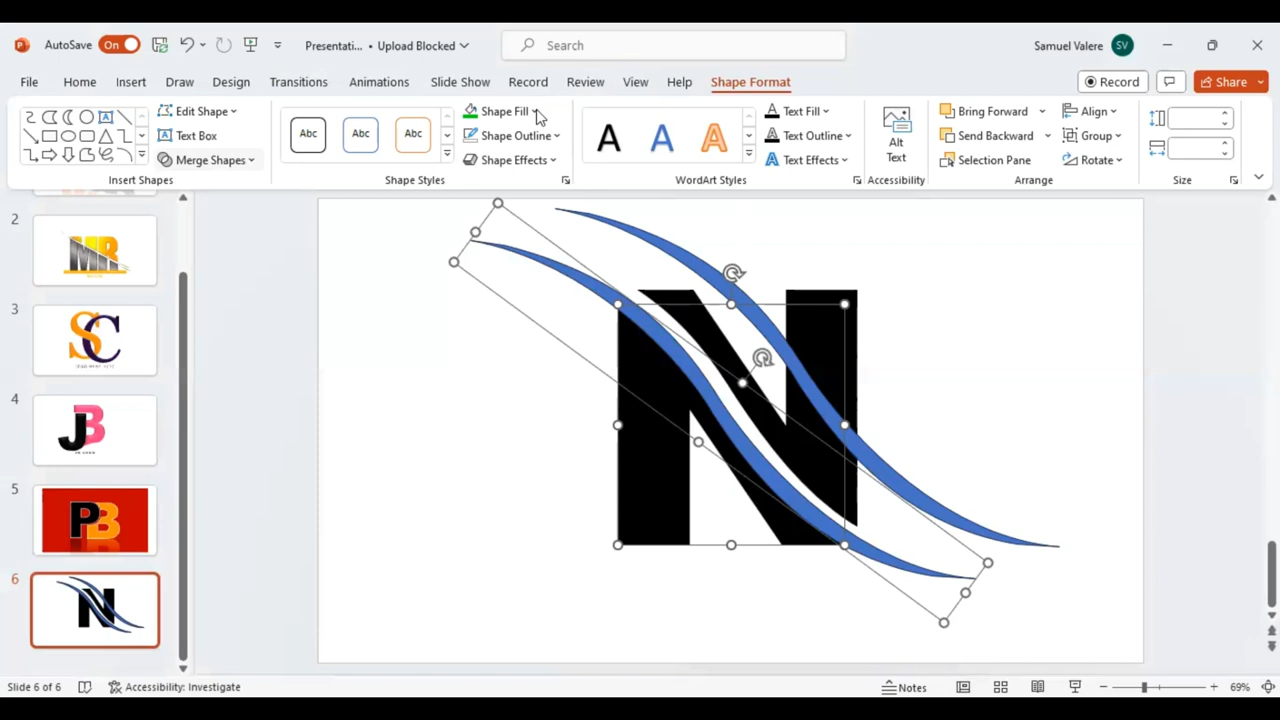 AutoSave On Presentati... • Upload Blocked Search Samuel Valere SV
File Home Insert Draw Design Transitions Animations Slide Show Record Review View Help Shape Format Record Share
Edit Shape Abc Abc Abc Shape Fill A A A Text Fill Alt Text Bring Forward Align
Text Box Shape Outline Text Outline Send Backward Group
Merge Shapes Shape Effects Text Effects Selection Pane Rotate
Insert Shapes Shape Styles WordArt Styles Accessibility Arrange Size
2 MR
3 SC
4 JB
5 PB
6 N
N
Slide 6 of 6 Accessibility: Investigate Notes 69%